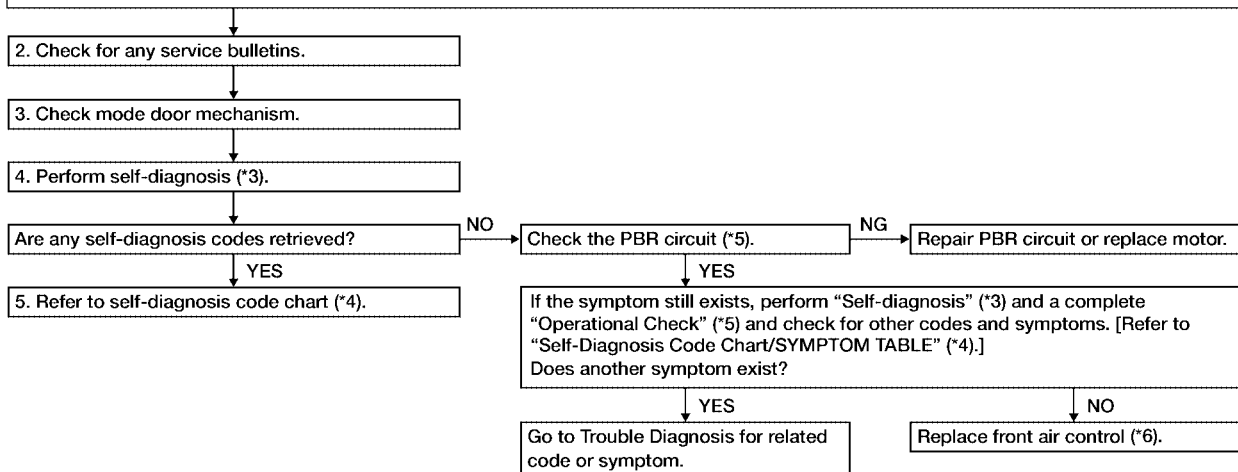 2. Check for any service bulletins.
3. Check mode door mechanism.
4. Perform self-diagnosis (*3).
Are any self-diagnosis codes retrieved?
NO
Check the PBR circuit (*5).
NG
Repair PBR circuit or replace motor.
YES
YES
5. Refer to self-diagnosis code chart (*4).
If the symptom still exists, perform “Self-diagnosis” (*3) and a complete
“Operational Check” (*5) and check for other codes and symptoms. [Refer to
“Self-Diagnosis Code Chart/SYMPTOM TABLE” (*4).]
Does another symptom exist?
YES
NO
Go to Trouble Diagnosis for related
code or symptom.
Replace front air control (*6).